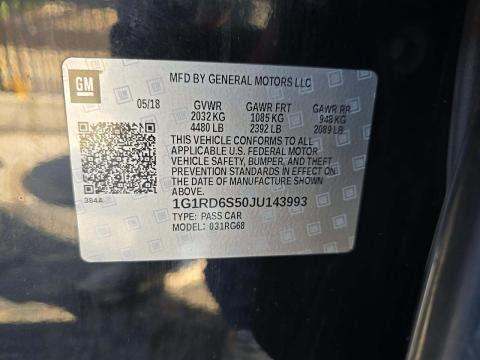 GM
MFD BY GENERAL MOTORS LLC
05/18 GVWR GAWR FRT GAWR RR
2032 KG 1085 KG 948 KG
4480 LB 2392 LB 2089 LB
THIS VEHICLE CONFORMS TO ALL
APPLICABLE U.S. FEDERAL MOTOR
VEHICLE SAFETY, BUMPER, AND THEFT
PREVENTION STANDARDS IN EFFECT ON
THE DATE OF MANUFACTURE SHOWN
ABOVE.
384A
1G1RD6S50JU143993
TYPE: PASS CAR
MODEL: 031RG68